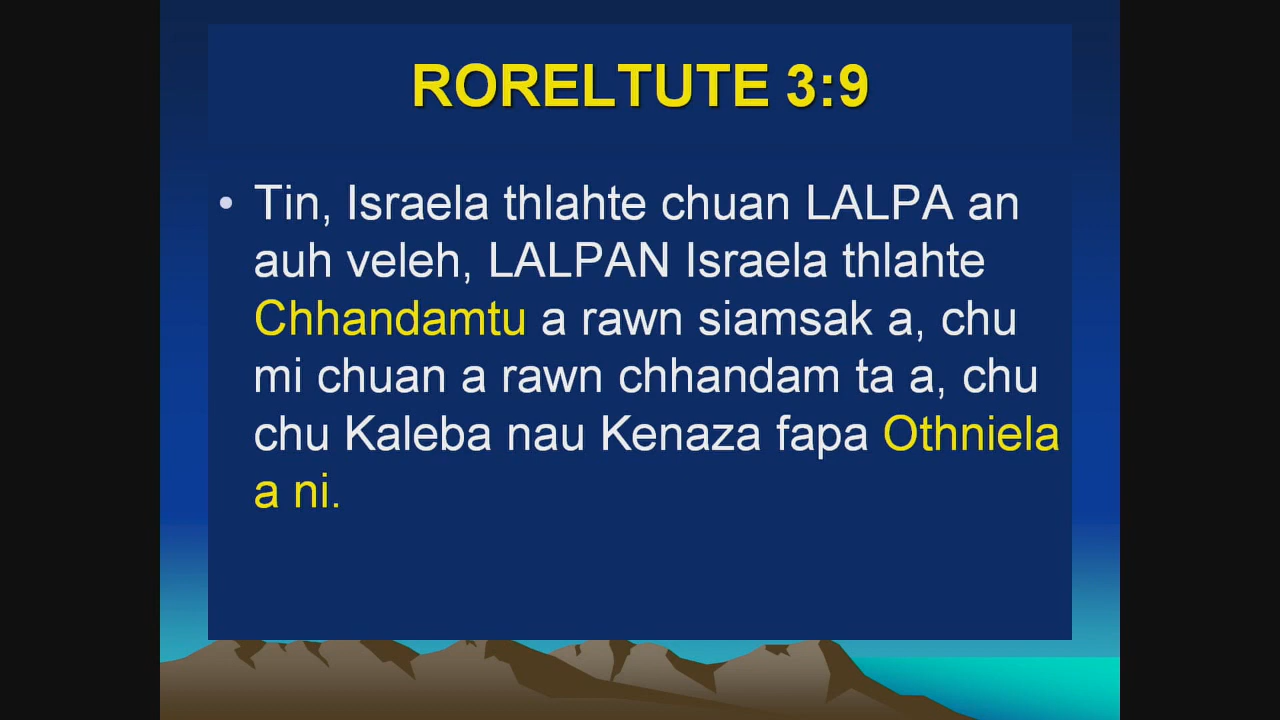 RORELTUTE 3:9
• Tin, Israela thlahte chuan LALPA an
auh veleh, LALPAN Israela thlahte
Chhandamtu a rawn siamsak a, chu
mi chuan a rawn chhandam ta a, chu
chu Kaleba nau Kenaza fapa Othniela
a ni.